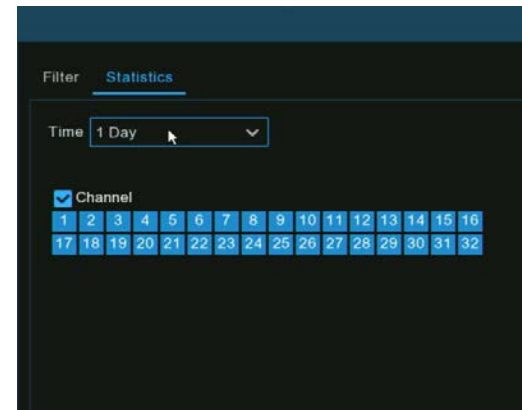 Filter Statistics
Time 1 Day
Channel
1 2 3 4 5 6 7 8 9 10 11 12 13 14 15 16
17 18 19 20 21 22 23 24 25 26 27 28 29 30 31 32